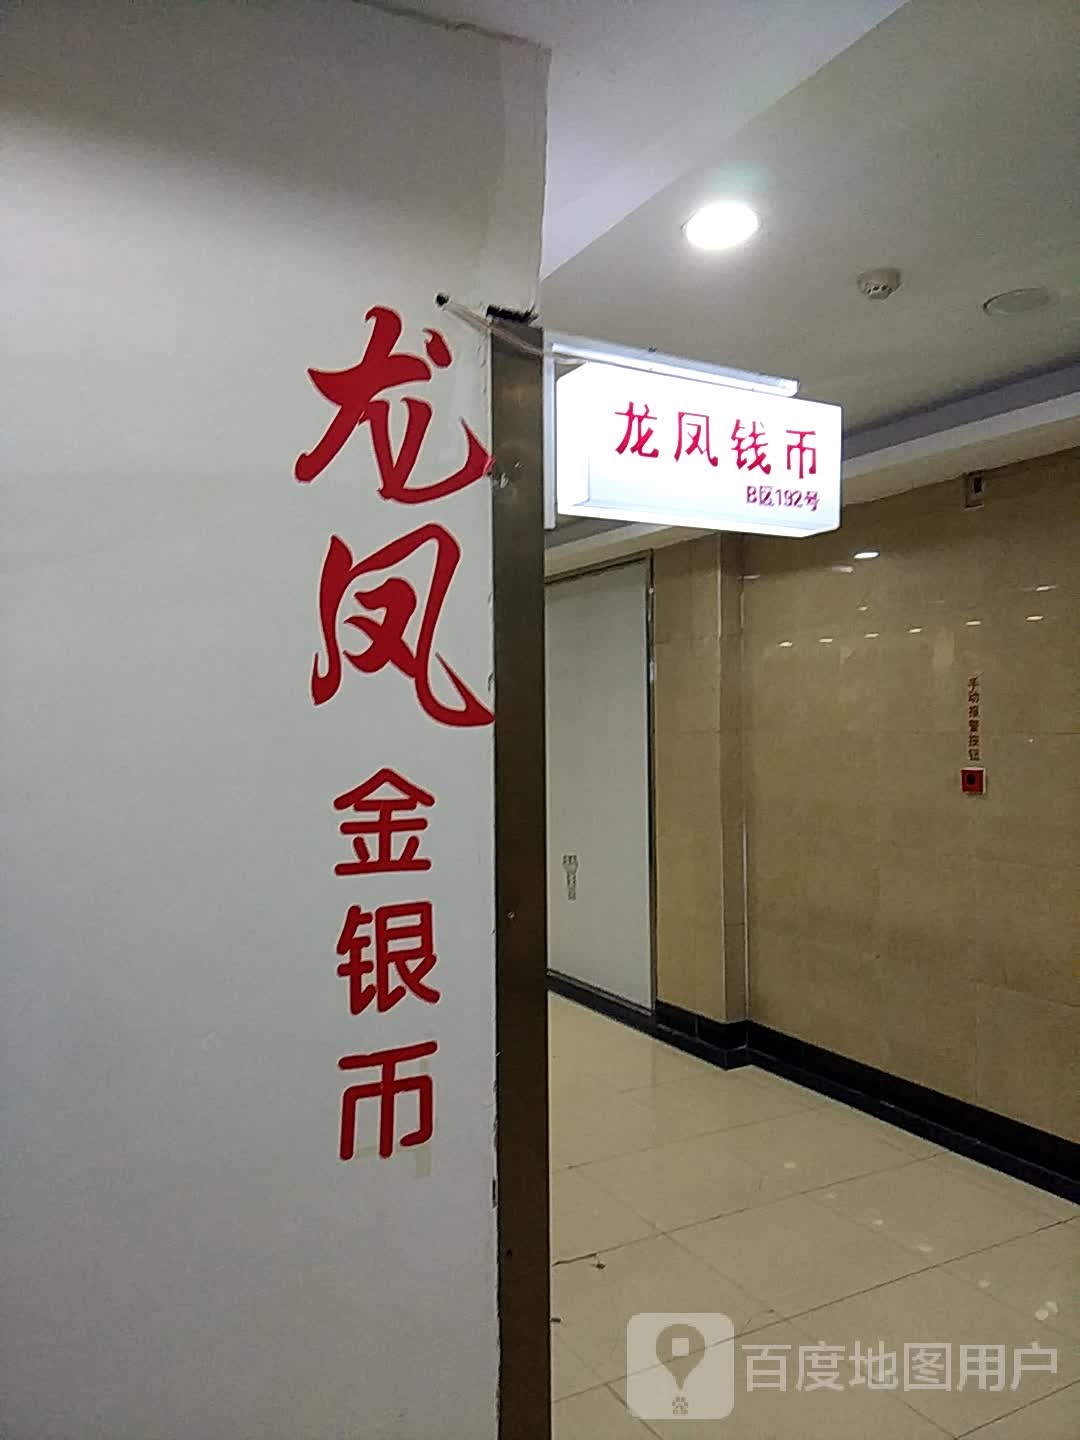 龙凤金银币
龙凤钱币
B区192号
手动报警按钮
百度地图用户